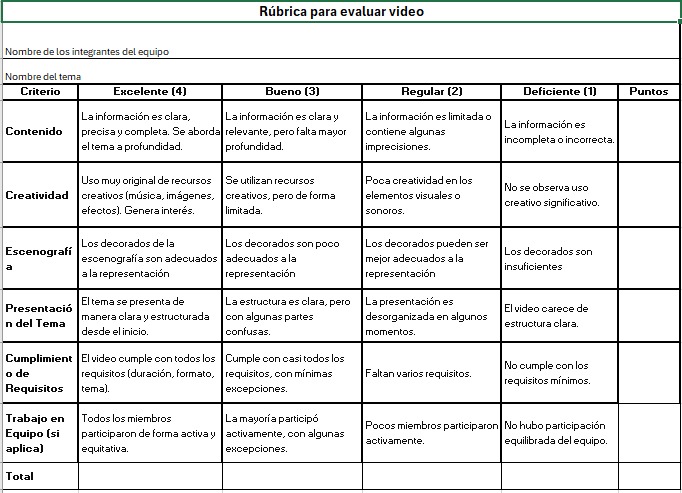 Rúbrica para evaluar video
Nombre de los integrantes del equipo
Nombre del tema
Criterio Excelente (4) Bueno (3) Regular (2) Deficiente (1) Puntos
Contenido
La información es clara,
precisa y completa. Se aborda
el tema a profundidad.
La información es clara y
relevante, pero falta mayor
profundidad.
La información es limitada o
contiene algunas
imprecisiones.
La información es
incompleta o incorrecta.
Creatividad
Uso muy original de recursos
creativos (música, imágenes,
efectos). Genera interés.
Se utilizan recursos
creativos, pero de forma
limitada.
Poca creatividad en los
elementos visuales o
sonoros.
No se observa uso
creativo significativo.
Escenografí
a
Los decorados de la
escenografía son adecuados
a la representación
Los decorados son poco
adecuados a la
representación
Los decorados pueden ser
mejor adecuados a la
representación
Los decorados son
insuficientes
Presentació
n del Tema
El tema se presenta de
manera clara y estructurada
desde el inicio.
La estructura es clara, pero
con algunas partes
confusas.
La presentación es
desorganizada en algunos
momentos.
El video carece de
estructura clara.
Cumplimient
o de
Requisitos
El video cumple con todos los
requisitos (duración, formato,
tema).
Cumple con casi todos los
requisitos, con mínimas
excepciones.
Faltan varios requisitos.
No cumple con los
requisitos mínimos.
Trabajo en
Equipo (si
aplica)
Todos los miembros
participaron de forma activa y
equitativa.
La mayoría participó
activamente, con algunas
excepciones.
Pocos miembros participaron
activamente.
No hubo participación
equilibrada del equipo.
Total